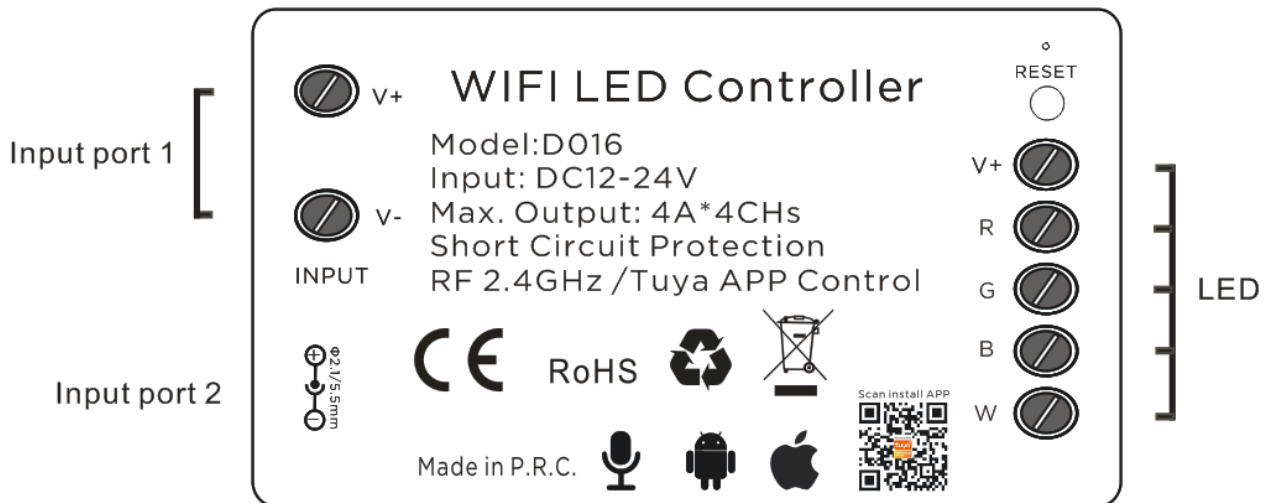 Input port 1
V+
V-
INPUT
WIFI LED Controller
Model:D016
Input: DC12-24V
Max. Output: 4A*4CHs
Short Circuit Protection
RF 2.4GHz /Tuya APP Control
RESET
V+
R
G
B
W
LED
Input port 2
Φ2.1/5.5mm
CE
RoHS
Scan install APP
tuya
Made in P.R.C.